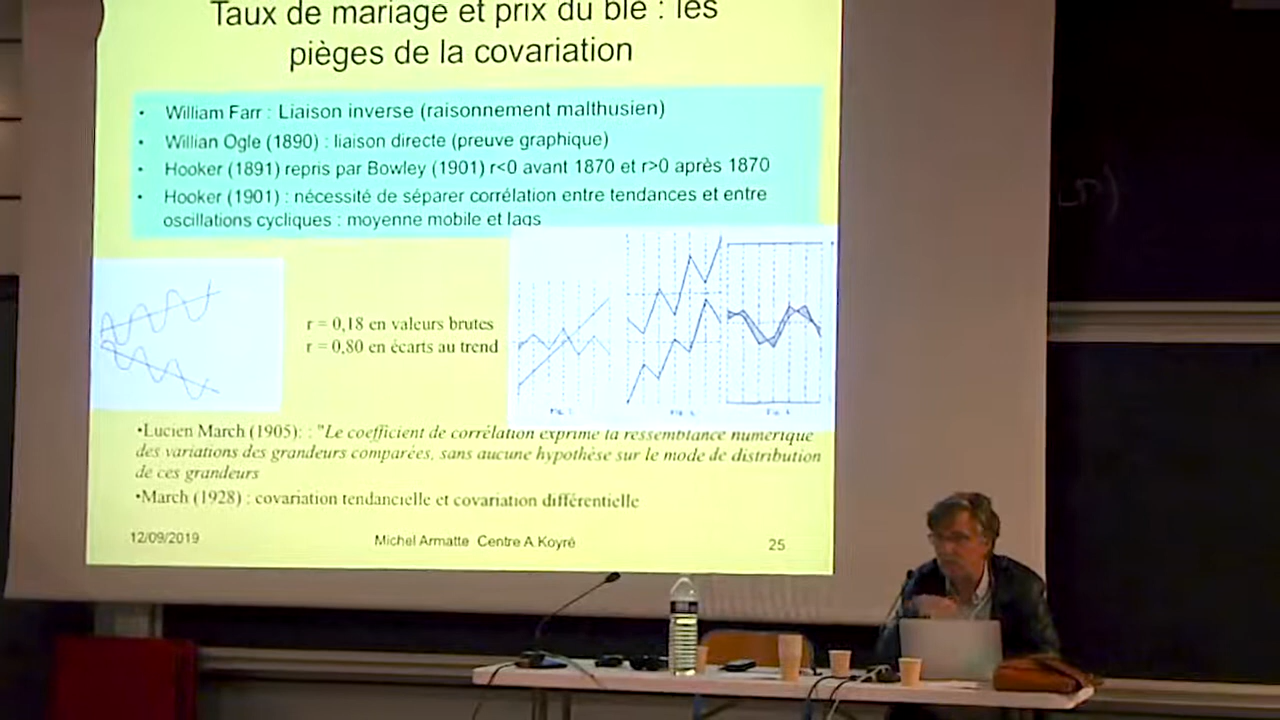 Taux de mariage et prix du blé : les
pièges de la covariation
• William Farr : Liaison inverse (raisonnement malthusien)
• Willian Ogle (1890) : liaison directe (preuve graphique)
• Hooker (1891) repris par Bowley (1901) r<0 avant 1870 et r>0 après 1870
• Hooker (1901) : nécessité de séparer corrélation entre tendances et entre
oscillations cycliques : moyenne mobile et lags
r = 0,18 en valeurs brutes
r = 0,80 en écarts au trend
•Lucien March (1905): : "Le coefficient de corrélation exprime la ressemblance numérique
des variations des grandeurs comparées, sans aucune hypothèse sur le mode de distribution
de ces grandeurs
•March (1928) : covariation tendancielle et covariation différentielle
12/09/2019
Michel Armatte Centre A Koyré
25